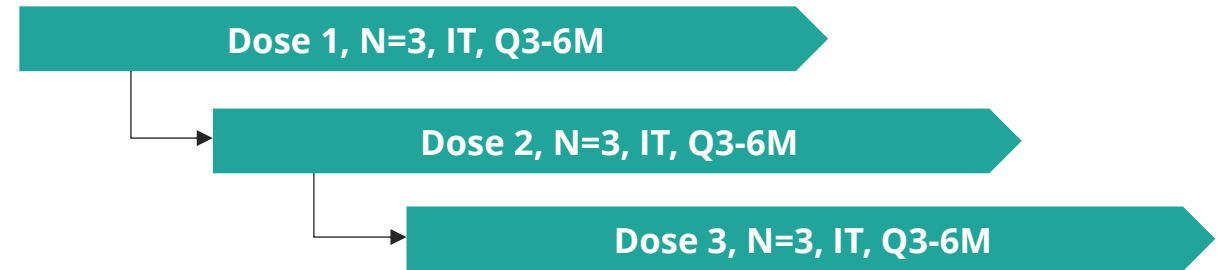 Dose 1, N=3, IT, Q3-6M
Dose 2, N=3, IT, Q3-6M
Dose 3, N=3, IT, Q3-6M